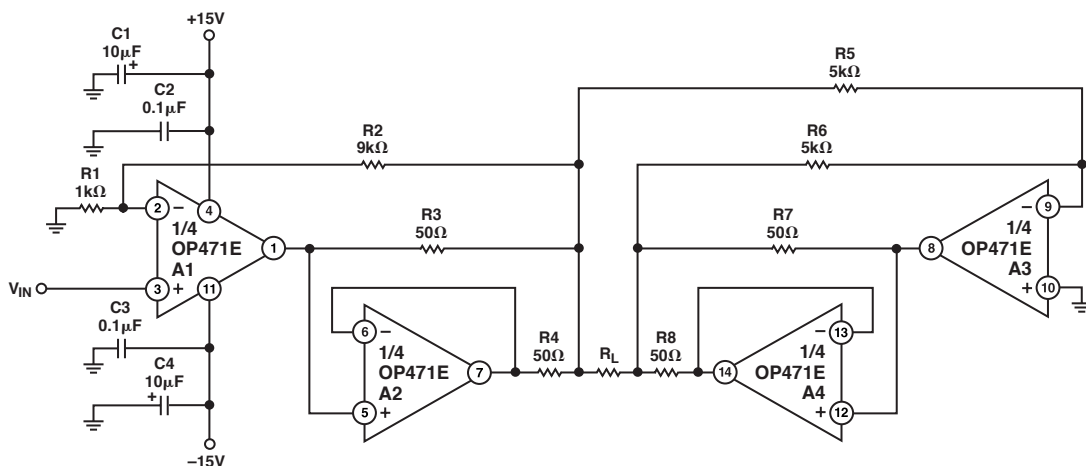 +15V
C1
10µF
+
C2
0.1µF
R5
5kΩ
R2
9kΩ
R6
5kΩ
R1
1kΩ
2
−
4
1/4
OP471E
A1
1
3
+
11
VIN
R3
50Ω
R7
50Ω
8
−
9
1/4
OP471E
A3
+
10
C3
0.1µF
C4
10µF
+
−15V
6
−
1/4
OP471E
A2
7
5
+
R4
50Ω
RL
R8
50Ω
14
−
13
1/4
OP471E
A4
+
12